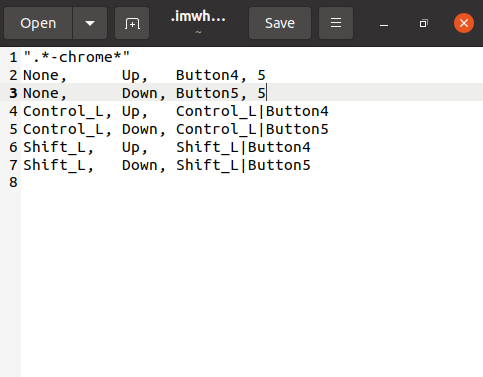 Open
.imwh...
~
Save
1 ".*-chrome*"
2 None,      Up,   Button4, 5
3 None,      Down, Button5, 5
4 Control_L, Up,   Control_L|Button4
5 Control_L, Down, Control_L|Button5
6 Shift_L,   Up,   Shift_L|Button4
7 Shift_L,   Down, Shift_L|Button5
8